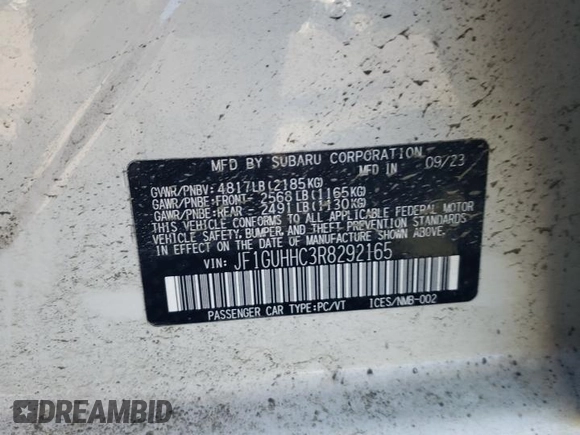 MFD BY SUBARU CORPORATION 09/23
GVWR/PNBV: 4817LB(2185KG)
GAWR/PNBE:FRONT- 2568LB(1165KG)
GAWR/PNBE:REAR - 2491LB(1130KG)
THIS VEHICLE CONFORMS TO ALL APPLICABLE FEDERAL MOTOR
VEHICLE SAFETY, BUMPER, AND THEFT PREVENTION STANDARDS
IN EFFECT ON THE DATE OF MANUFACTURE SHOWN ABOVE.
VIN: JF1GUHHC3R8292165
PASSENGER CAR TYPE:PC/VT ICES/NMB-002
DREAMBID